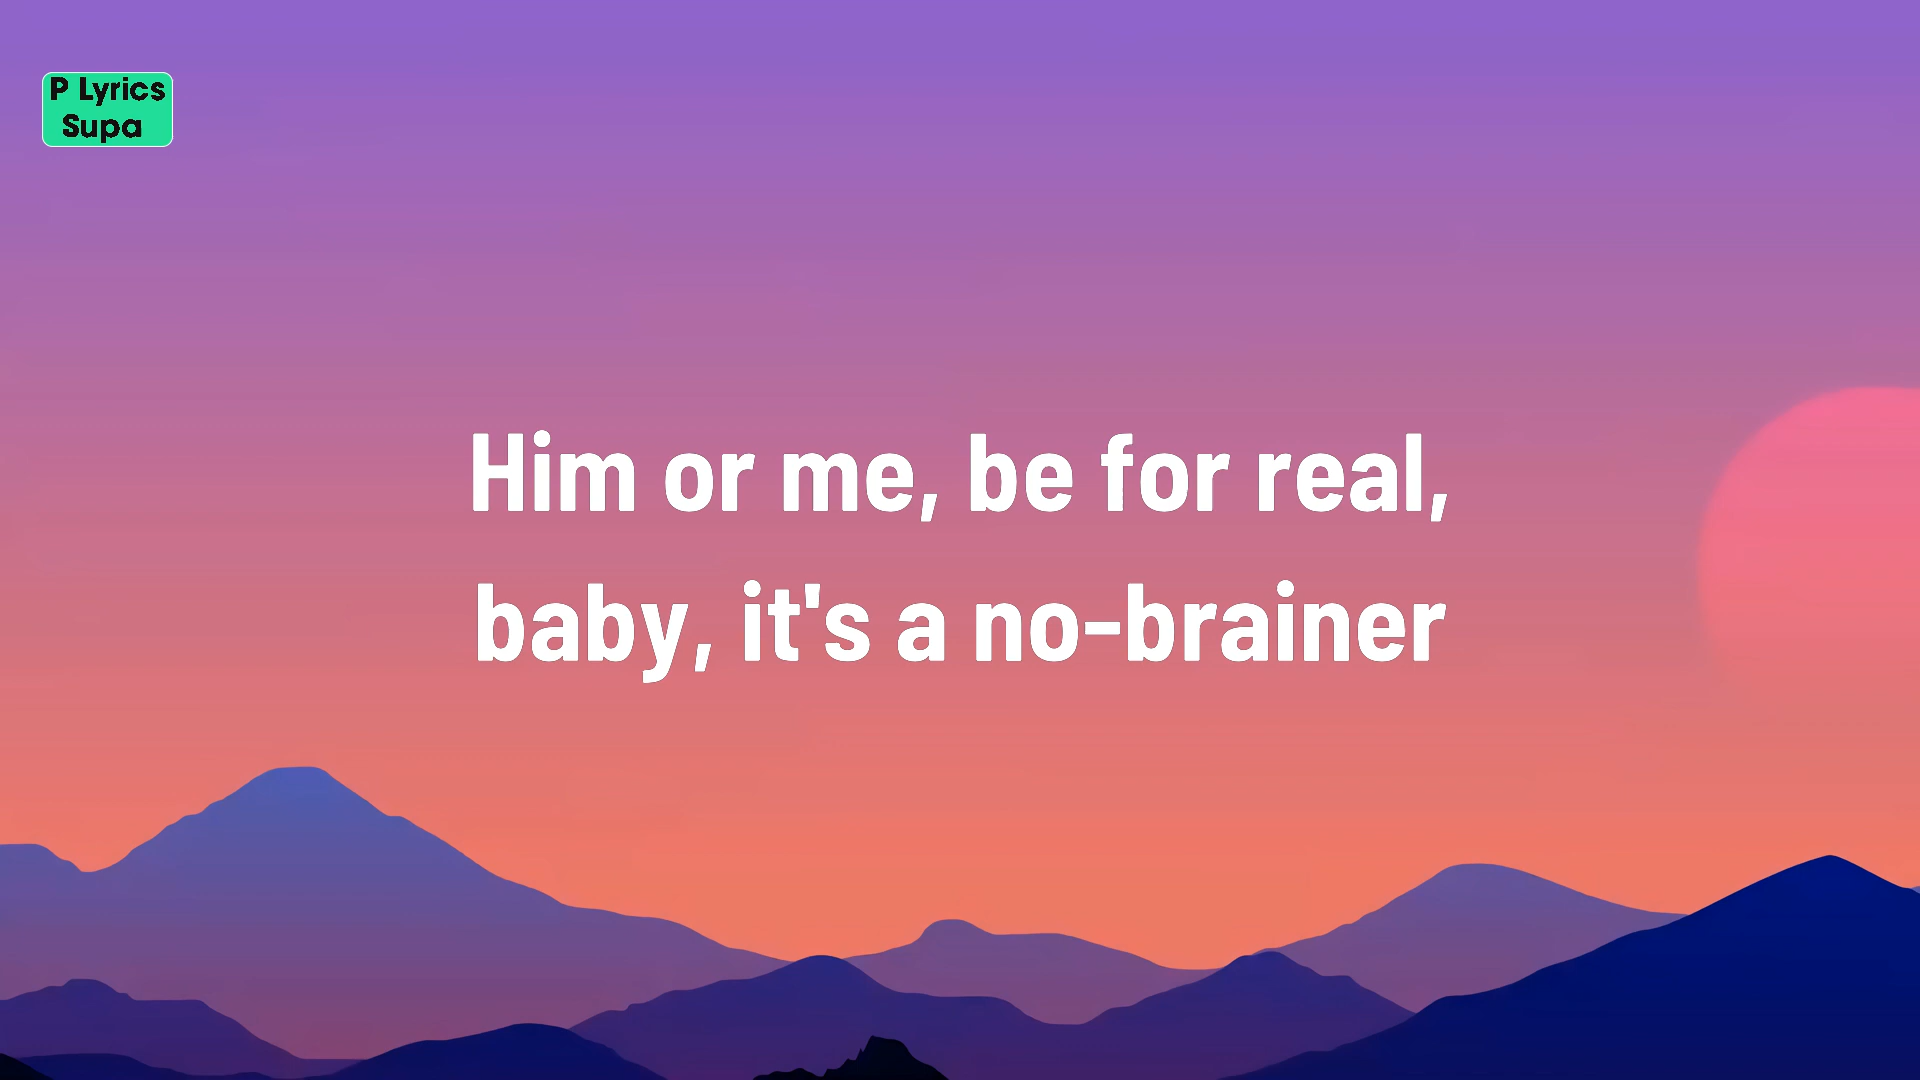 P Lyrics
Supa
Him or me, be for real,
baby, it's a no-brainer